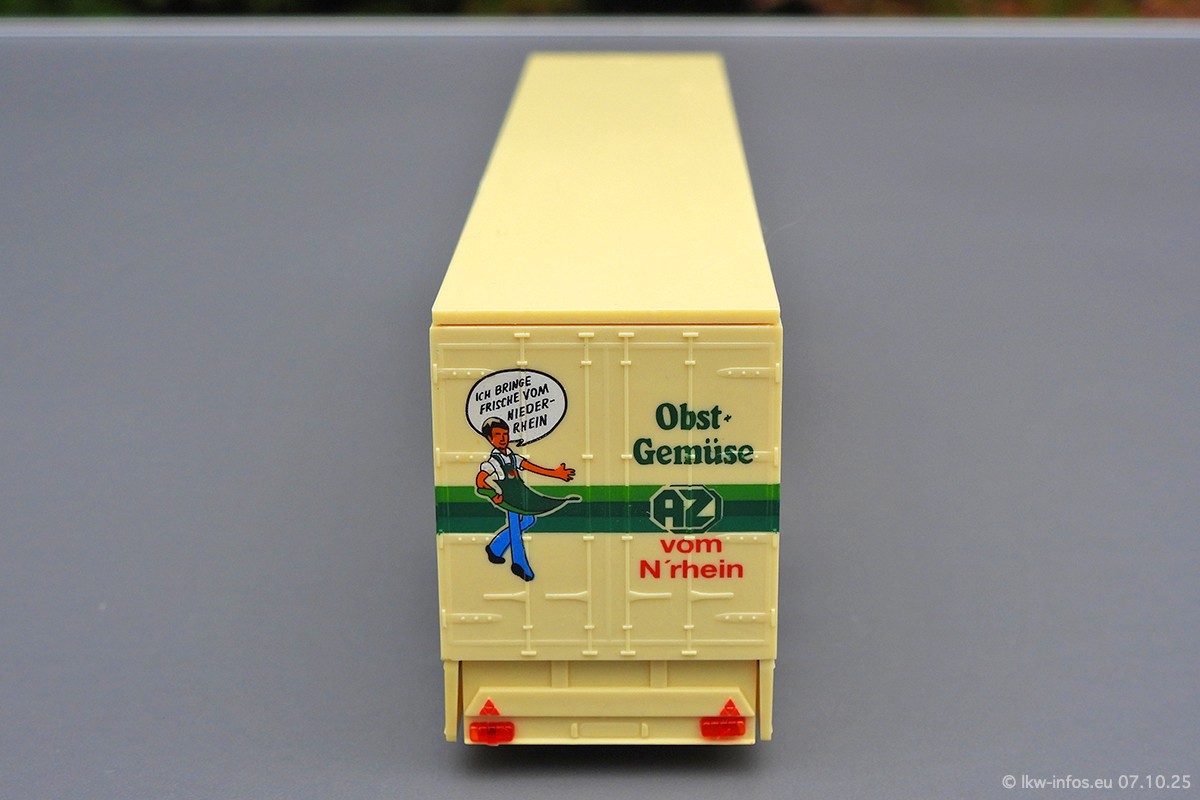 ICH BRINGE
FRISCHE VOM
NIEDER-
RHEIN
Obst-
Gemüse
AZ
vom
N´rhein
© lkw-infos.eu 07.10.25